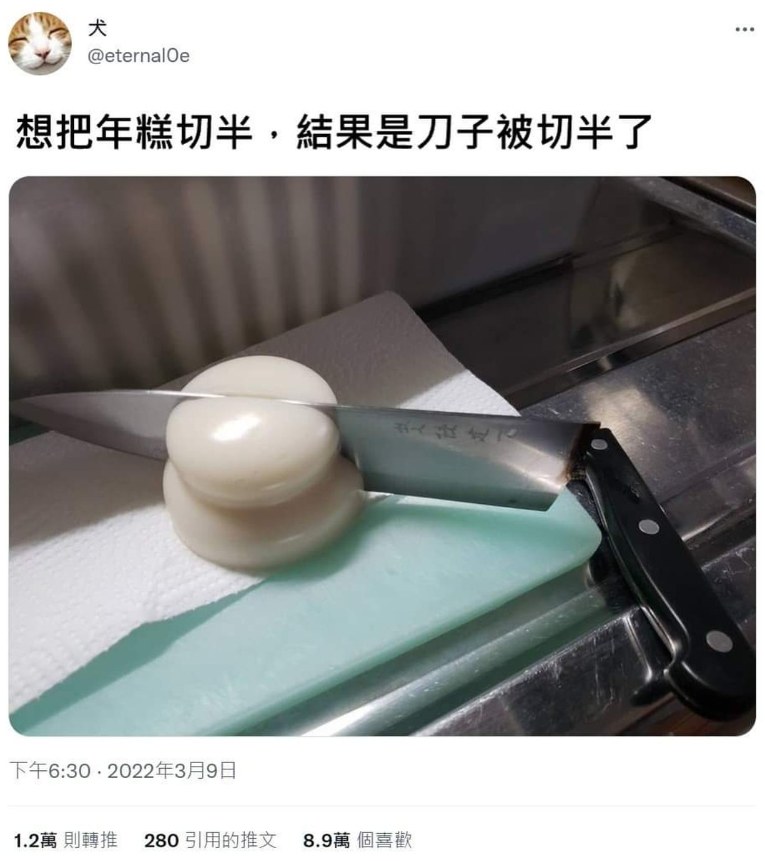 犬
@eternal0e
想把年糕切半，結果是刀子被切半了
下午6:30 · 2022年3月9日
1.2萬 則轉推 280 引用的推文 8.9萬 個喜歡